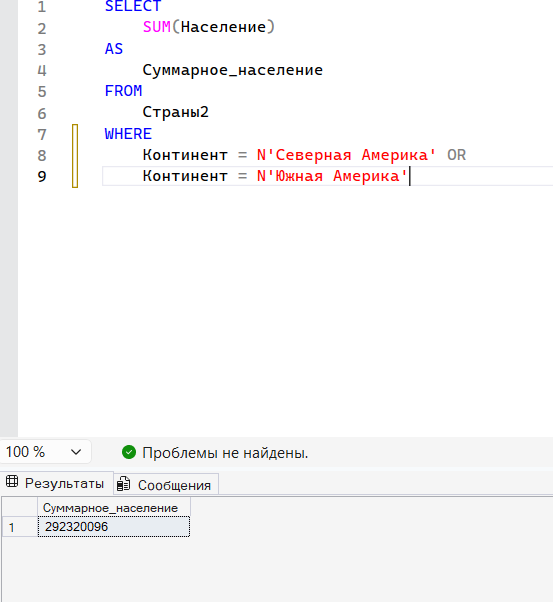 1 SELECT
2 SUM(Население)
3 AS
4 Суммарное_население
5 FROM
6 Страны2
7 WHERE
8 Континент = N'Северная Америка' OR
9 Континент = N'Южная Америка'
100 % Проблемы не найдены.
Результаты Сообщения
Суммарное_население
1 292320096